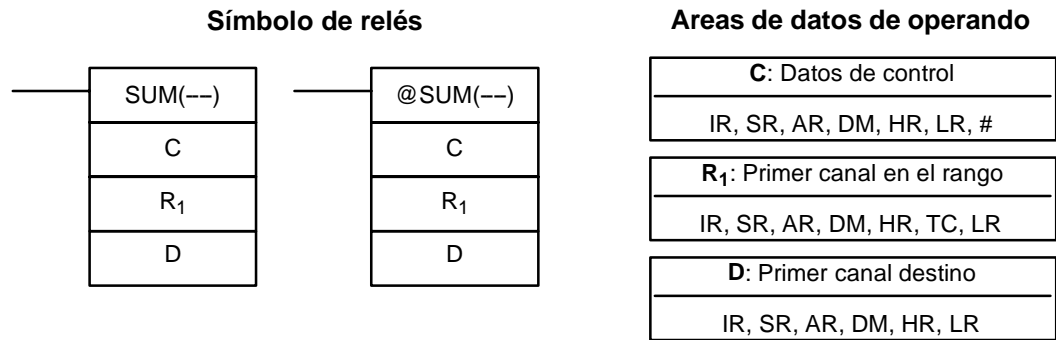 Símbolo de relés
SUM(––)
C
R1
D
@SUM(––)
C
R1
D
Areas de datos de operando
C: Datos de control
IR, SR, AR, DM, HR, LR, #
R1: Primer canal en el rango
IR, SR, AR, DM, HR, TC, LR
D: Primer canal destino
IR, SR, AR, DM, HR, LR